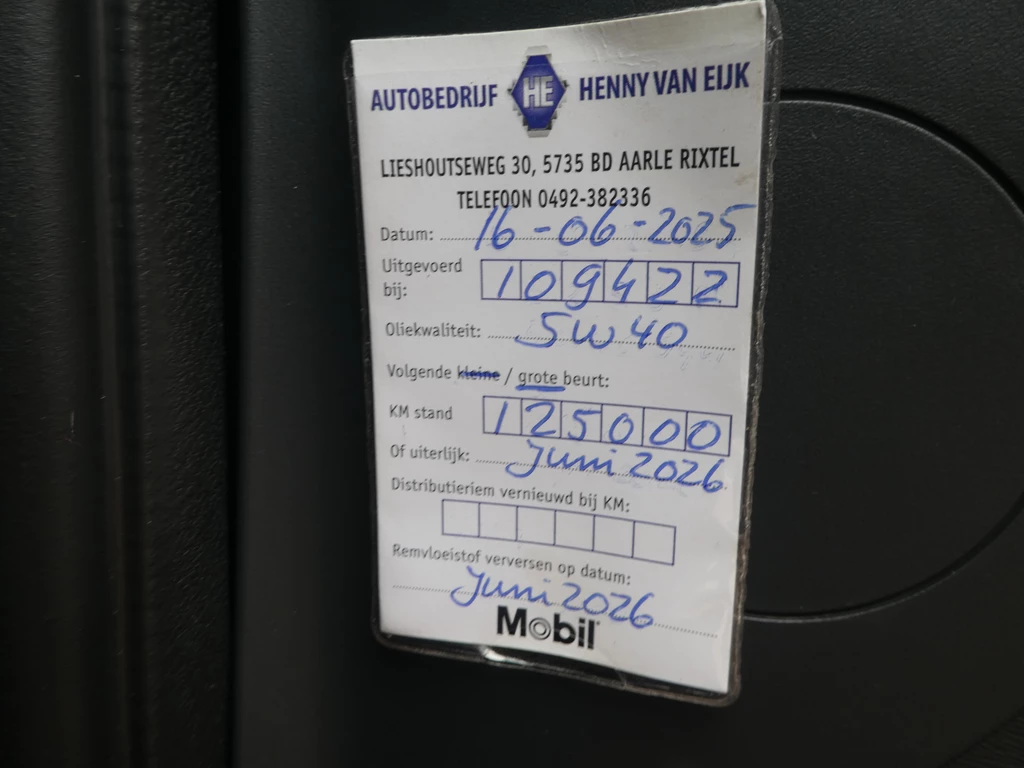 AUTOBEDRIJF HE HENNY VAN EIJK
LIESHOUTSEWEG 30, 5735 BD AARLE RIXTEL
TELEFOON 0492-382336
Datum: 16-06-2025
Uitgevoerd
bij: 109422
Oliekwaliteit: 5W40
Volgende kleine / grote beurt:
KM stand 125000
Of uiterlijk: Juni 2026
Distributieriem vernieuwd bij KM:
Remvloeistof verversen op datum:
Juni 2026
Mobil